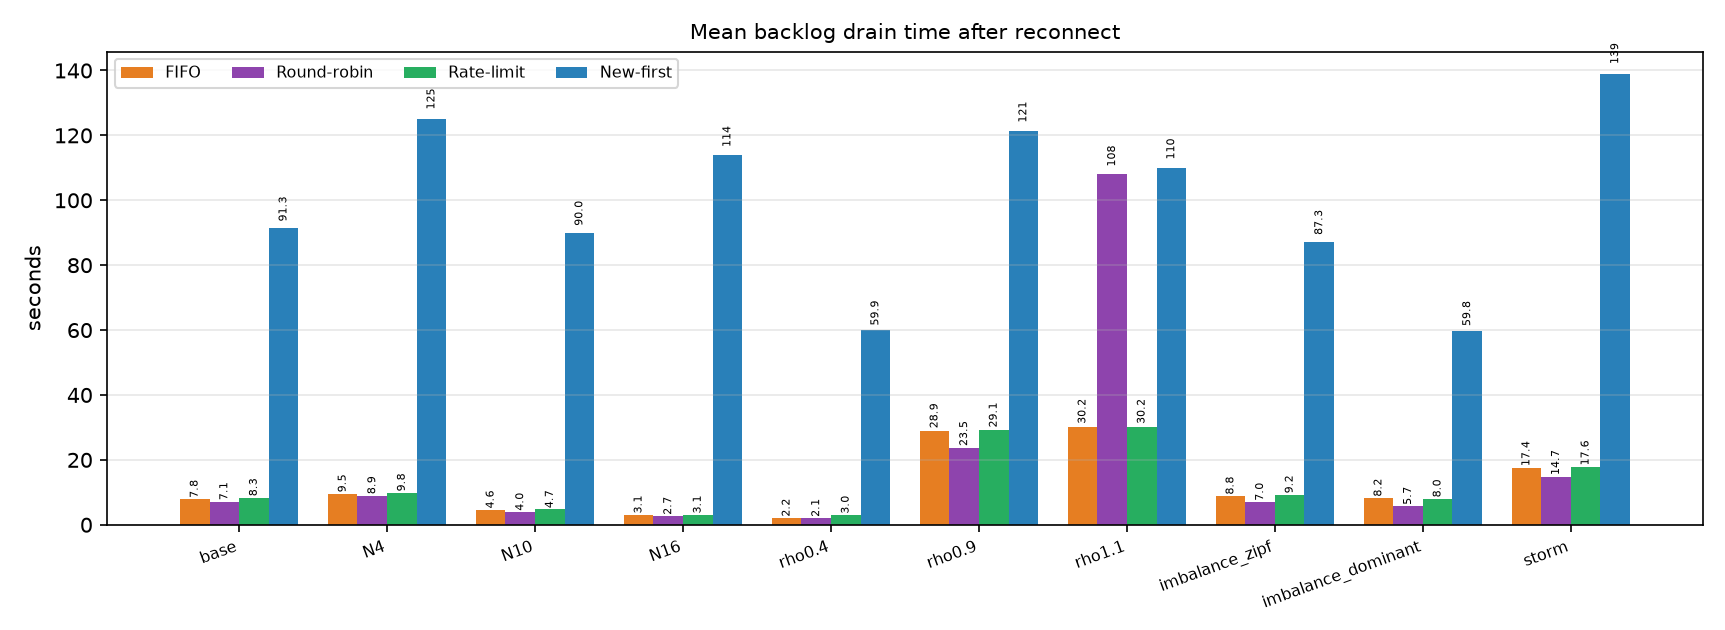 Mean backlog drain time after reconnect
FIFO Round-robin Rate-limit New-first
seconds
140
120
100
80
60
40
20
0
7.8 7.1 8.3 91.3
9.5 8.9 9.8 125
4.6 4.0 4.7 90.0
3.1 2.7 3.1 114
2.2 2.1 3.0 59.9
28.9 23.5 29.1 121
30.2 108 30.2 110
8.8 7.0 9.2 87.3
8.2 5.7 8.0 59.8
17.4 14.7 17.6 139
base N4 N10 N16 rho0.4 rho0.9 rho1.1 imbalance_zipf imbalance_dominant storm